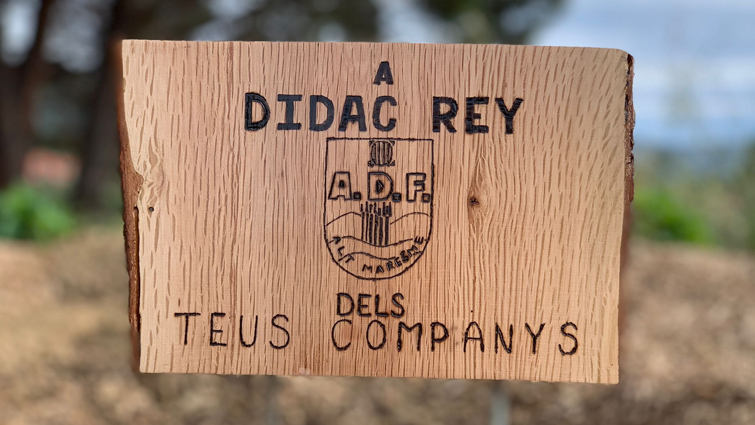 A
DIDAC REY
A.D.F.
ALT MARESME
DELS
TEUS COMPANYS